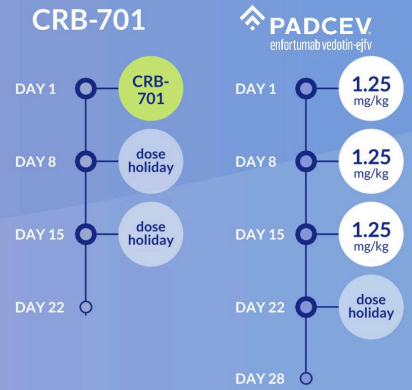 CRB-701
DAY 1
CRB-
701
DAY 8
dose
holiday
DAY 15
dose
holiday
DAY 22
PADCEV
enfortumab vedotin-ejfv
DAY 1
1.25
mg/kg
DAY 8
1.25
mg/kg
DAY 15
1.25
mg/kg
DAY 22
dose
holiday
DAY 28